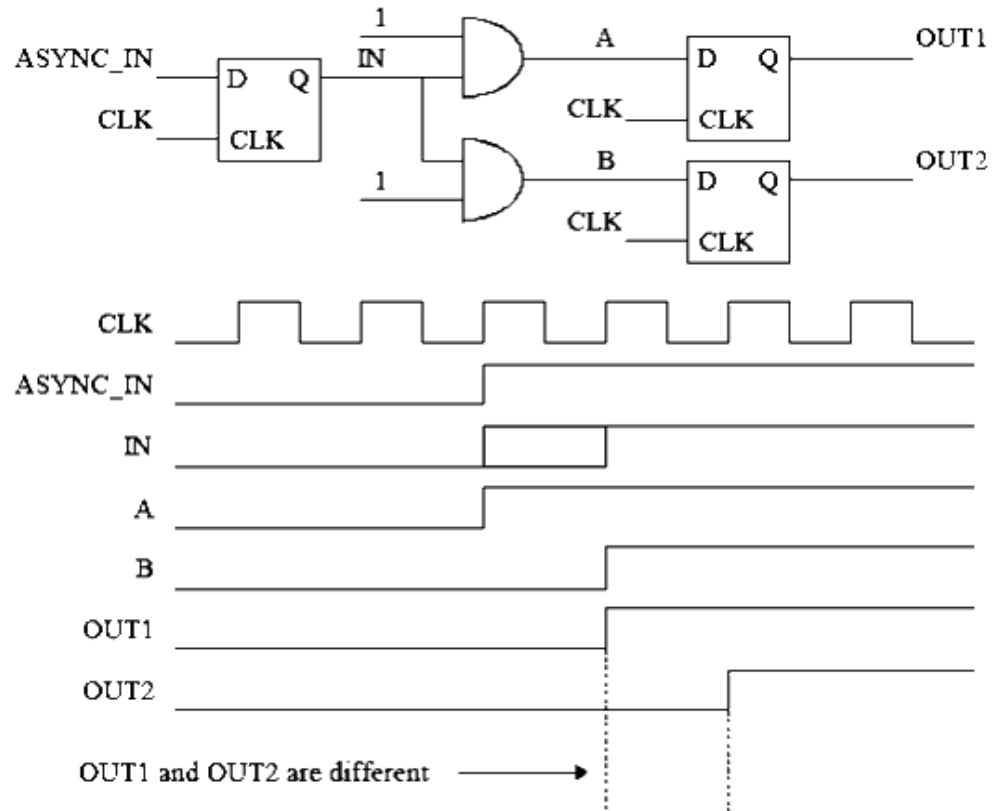 1
A
OUT1
ASYNC_IN
IN
D Q
D Q
CLK
CLK
CLK
CLK
B
OUT2
1
D Q
CLK
CLK
CLK
ASYNC_IN
IN
A
B
OUT1
OUT2
OUT1 and OUT2 are different